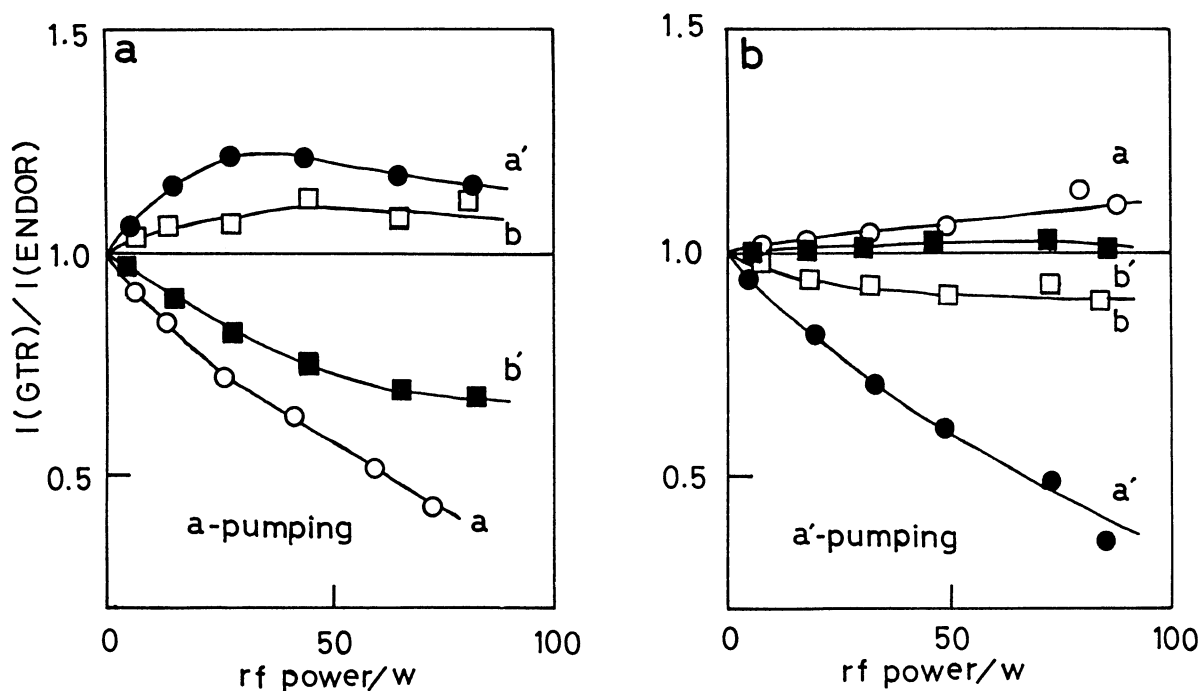 1.5
a
a′
b
1.0
b′
0.5
a
a-pumping
0
50
100
rf power/w
I(GTR)/I(ENDOR)
1.5
b
a
1.0
b′
b
0.5
a′
a′-pumping
0
50
100
rf power/w